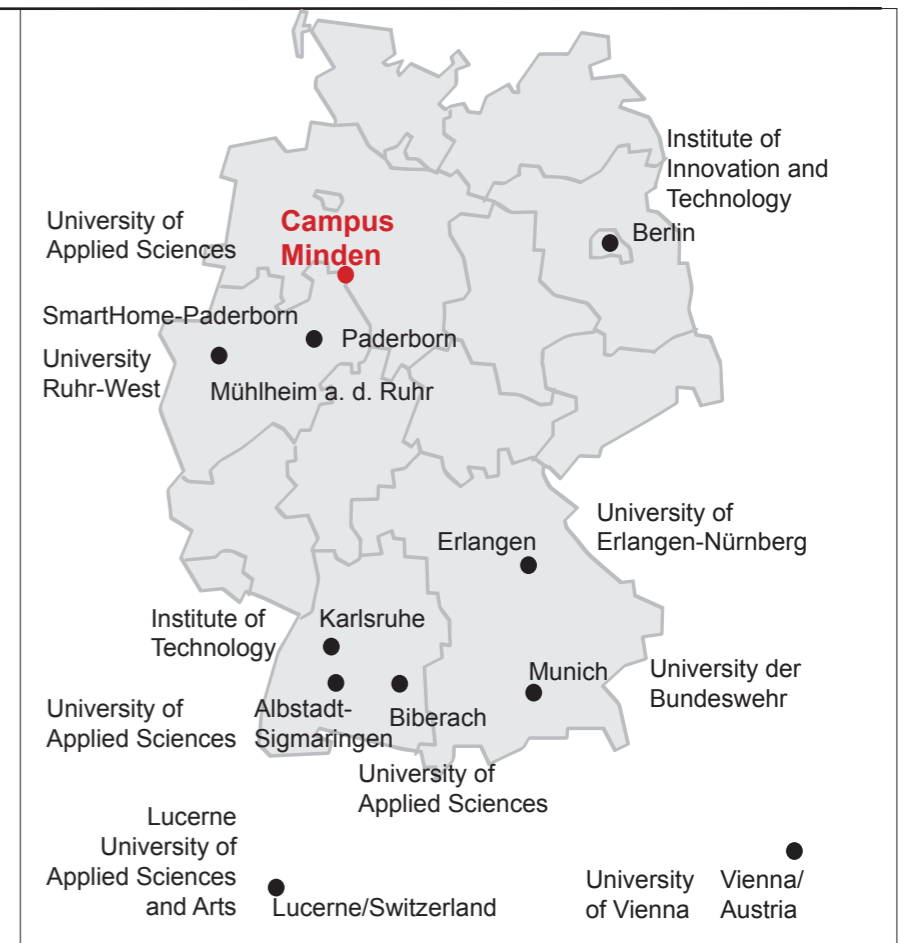 Institute of
Innovation and
Technology
Berlin
University of
Applied Sciences
Campus
Minden
SmartHome-Paderborn
Paderborn
University
Ruhr-West
Mühlheim a. d. Ruhr
University of
Erlangen-Nürnberg
Erlangen
Institute of
Technology
Karlsruhe
Munich
University der
Bundeswehr
University of
Applied Sciences
Albstadt-
Sigmaringen
Biberach
University of
Applied Sciences
Lucerne
University of
Applied Sciences
and Arts
Lucerne/Switzerland
University
of Vienna
Vienna/
Austria